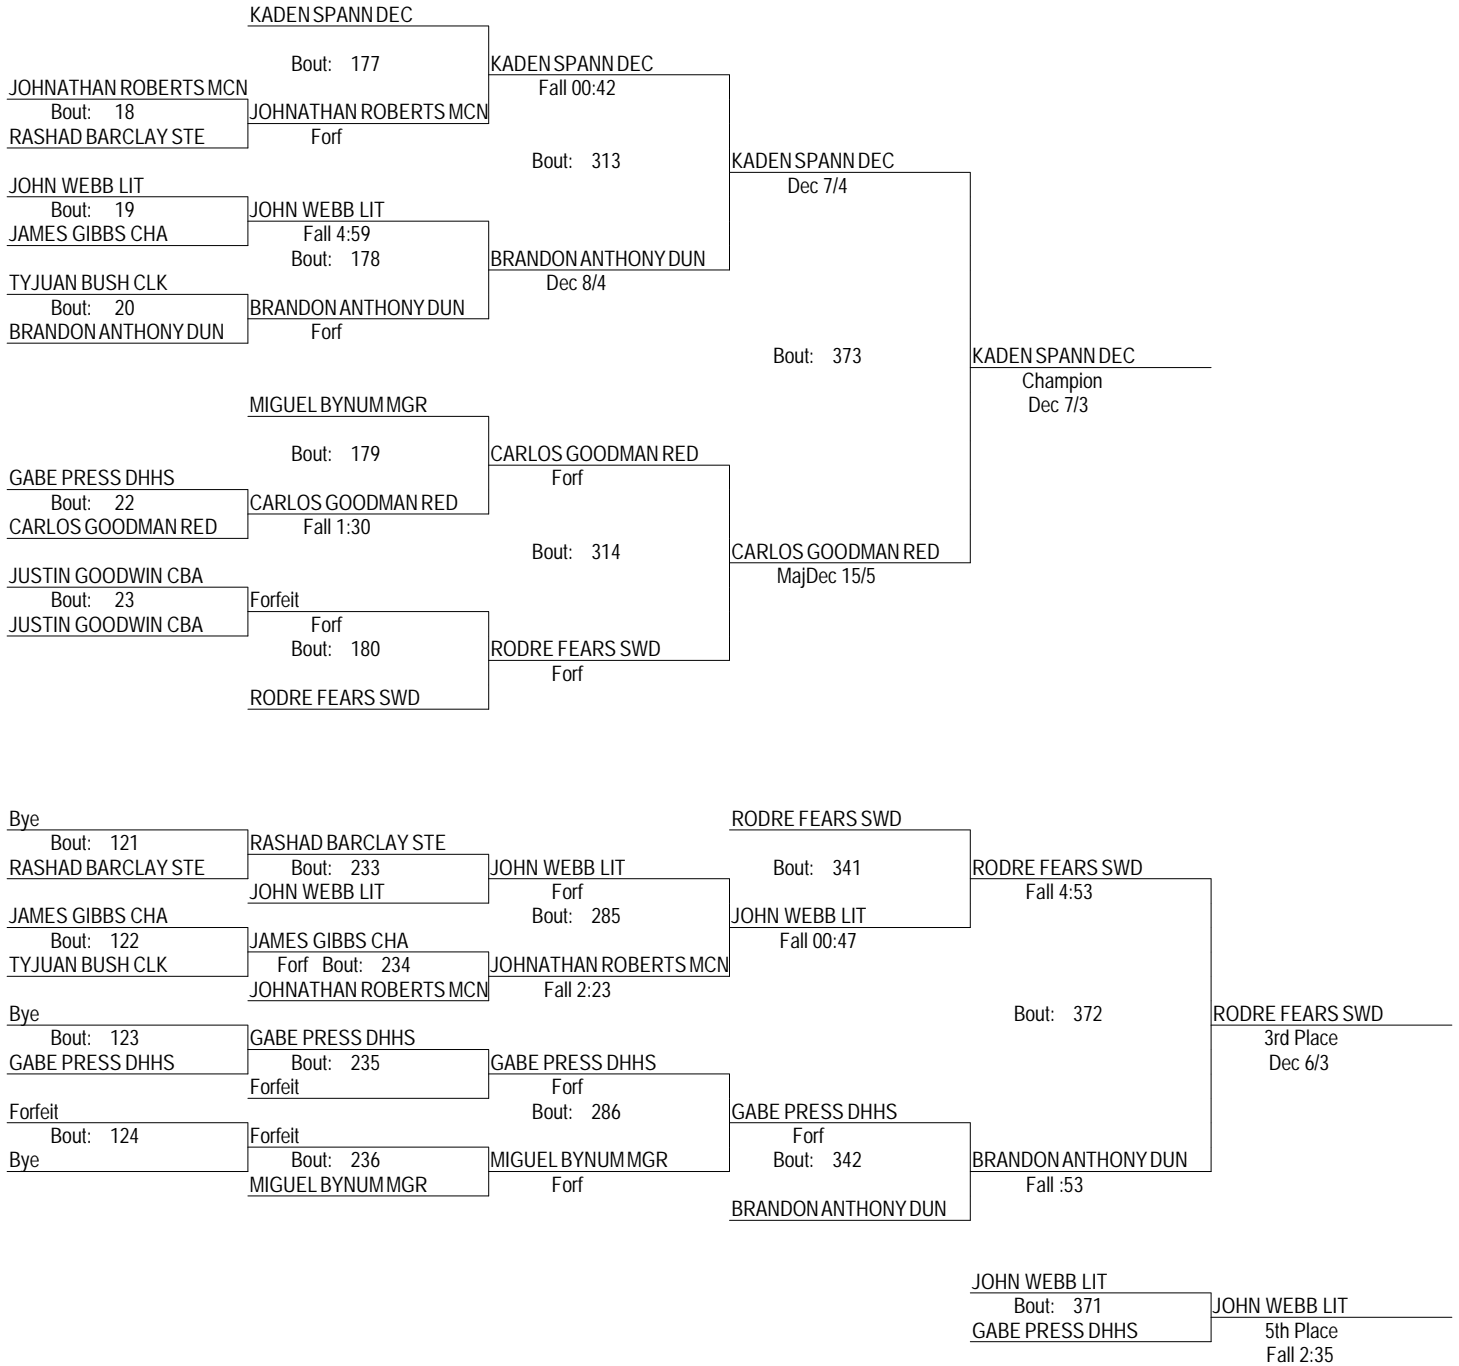 KADEN SPANN DEC
Bout: 177
KADEN SPANN DEC
JOHNATHAN ROBERTS MCN
Fall 00:42
Bout: 18
JOHNATHAN ROBERTS MCN
RASHAD BARCLAY STE
Forf
Bout: 313
KADEN SPANN DEC
JOHN WEBB LIT
Dec 7/4
Bout: 19
JOHN WEBB LIT
JAMES GIBBS CHA
Fall 4:59
Bout: 178
BRANDON ANTHONY DUN
TYJUAN BUSH CLK
Dec 8/4
Bout: 20
BRANDON ANTHONY DUN
BRANDON ANTHONY DUN
Forf
Bout: 373
KADEN SPANN DEC
Champion
MIGUEL BYNUM MGR
Dec 7/3
Bout: 179
CARLOS GOODMAN RED
GABE PRESS DHHS
Forf
Bout: 22
CARLOS GOODMAN RED
CARLOS GOODMAN RED
Fall 1:30
Bout: 314
CARLOS GOODMAN RED
JUSTIN GOODWIN CBA
MajDec 15/5
Bout: 23
Forfeit
JUSTIN GOODWIN CBA
Forf
Bout: 180
RODRE FEARS SWD
Forf
RODRE FEARS SWD
Bye
RODRE FEARS SWD
Bout: 121
RASHAD BARCLAY STE
RASHAD BARCLAY STE
Bout: 233
JOHN WEBB LIT
Bout: 341
RODRE FEARS SWD
JOHN WEBB LIT
Forf
Fall 4:53
JAMES GIBBS CHA
Bout: 285
JOHN WEBB LIT
Bout: 122
JAMES GIBBS CHA
Fall 00:47
TYJUAN BUSH CLK
Forf Bout: 234
JOHNATHAN ROBERTS MCN
JOHNATHAN ROBERTS MCN
Fall 2:23
Bye
Bout: 372
RODRE FEARS SWD
Bout: 123
GABE PRESS DHHS
3rd Place
GABE PRESS DHHS
Bout: 235
GABE PRESS DHHS
Dec 6/3
Forfeit
Forf
Forfeit
Bout: 286
GABE PRESS DHHS
Bout: 124
Forfeit
Forf
Bye
Bout: 236
MIGUEL BYNUM MGR
Bout: 342
BRANDON ANTHONY DUN
MIGUEL BYNUM MGR
Forf
Fall :53
BRANDON ANTHONY DUN
JOHN WEBB LIT
Bout: 371
JOHN WEBB LIT
GABE PRESS DHHS
5th Place
Fall 2:35